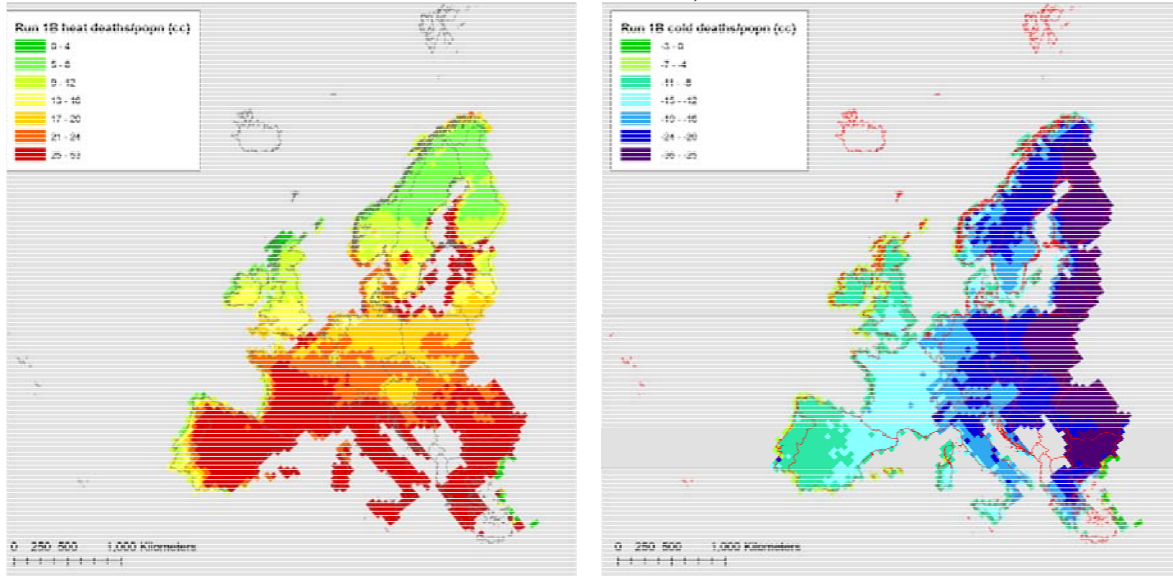 Run 1B heat deaths/popn (cc)
0 - 4
5 - 8
9 - 12
13 - 16
17 - 20
21 - 24
25 - 53
0 250 500 1,000 Kilometers
Run 1B cold deaths/popn (cc)
-3 - 0
-7 - -4
-11 - -8
-15 - -12
-19 - -16
-24 - -20
0 250 500 1,000 Kilometers